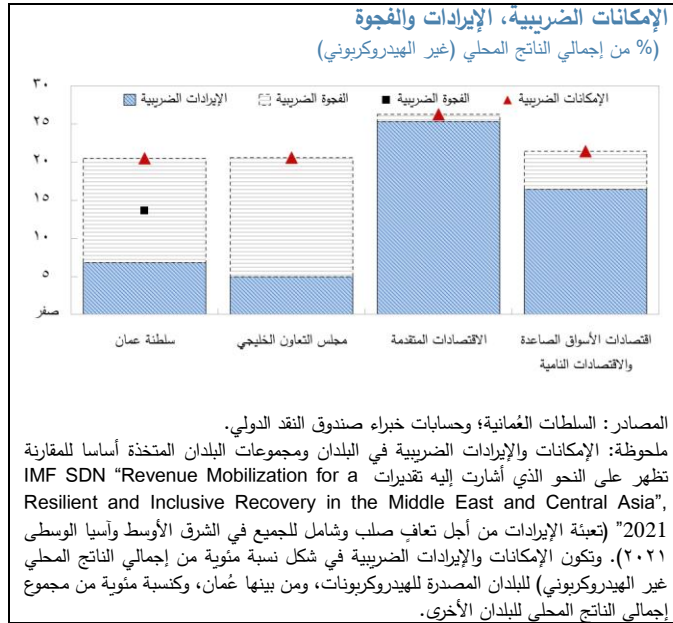 الإمكانات الضريبية، الإيرادات والفجوة
(% من إجمالي الناتج المحلي (غير الهيدروكربوني)
٣٠
الإيرادات الضريبية الفجوة الضريبية الفجوة الضريبية الإمكانات الضريبية
٢٥
٢٠
١٥
١٠
٥
صفر
سلطنة عمان مجلس التعاون الخليجي الاقتصادات المتقدمة اقتصادات الأسواق الصاعدة
والاقتصادات النامية
المصادر: السلطات العُمانية؛ وحسابات خبراء صندوق النقد الدولي.
ملحوظة: الإمكانات والإيرادات الضريبية في البلدان ومجموعات البلدان المتخذة أساسا للمقارنة
تظهر على النحو الذي أشارت إليه تقديرات IMF SDN “Revenue Mobilization for a
Resilient and Inclusive Recovery in the Middle East and Central Asia”,
2021” (تعبئة الإيرادات من أجل تعافٍ صلب وشامل للجميع في الشرق الأوسط وآسيا الوسطى
٢٠٢١). وتكون الإمكانات والإيرادات الضريبية في شكل نسبة مئوية من إجمالي الناتج المحلي
غير الهيدروكربوني) للبلدان المصدرة للهيدروكربونات، ومن بينها عُمان، وكنسبة مئوية من مجموع
إجمالي الناتج المحلي للبلدان الأخرى.